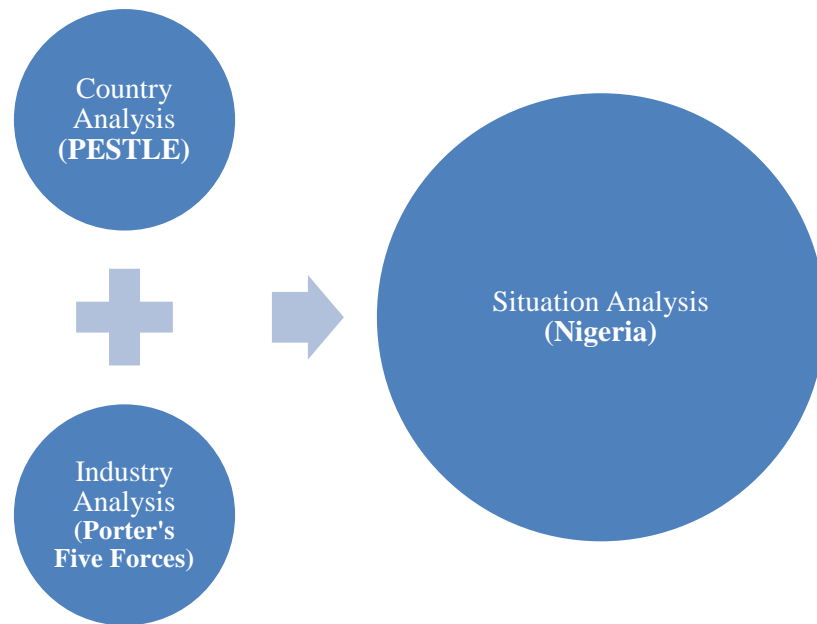 Country
Analysis
(PESTLE)
Industry
Analysis
(Porter's
Five Forces)
Situation Analysis
(Nigeria)